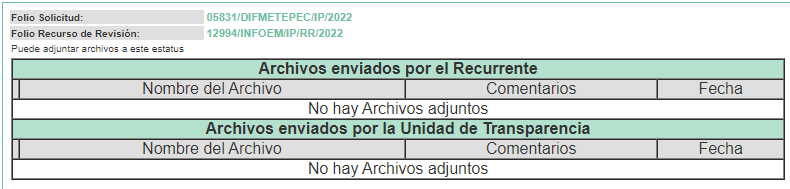 Folio Solicitud: 05831/DIFMETEPEC/IP/2022
Folio Recurso de Revisión: 12994/INFOEM/IP/RR/2022
Puede adjuntar archivos a este estatus
Archivos enviados por el Recurrente
Nombre del Archivo Comentarios Fecha
No hay Archivos adjuntos
Archivos enviados por la Unidad de Transparencia
Nombre del Archivo Comentarios Fecha
No hay Archivos adjuntos